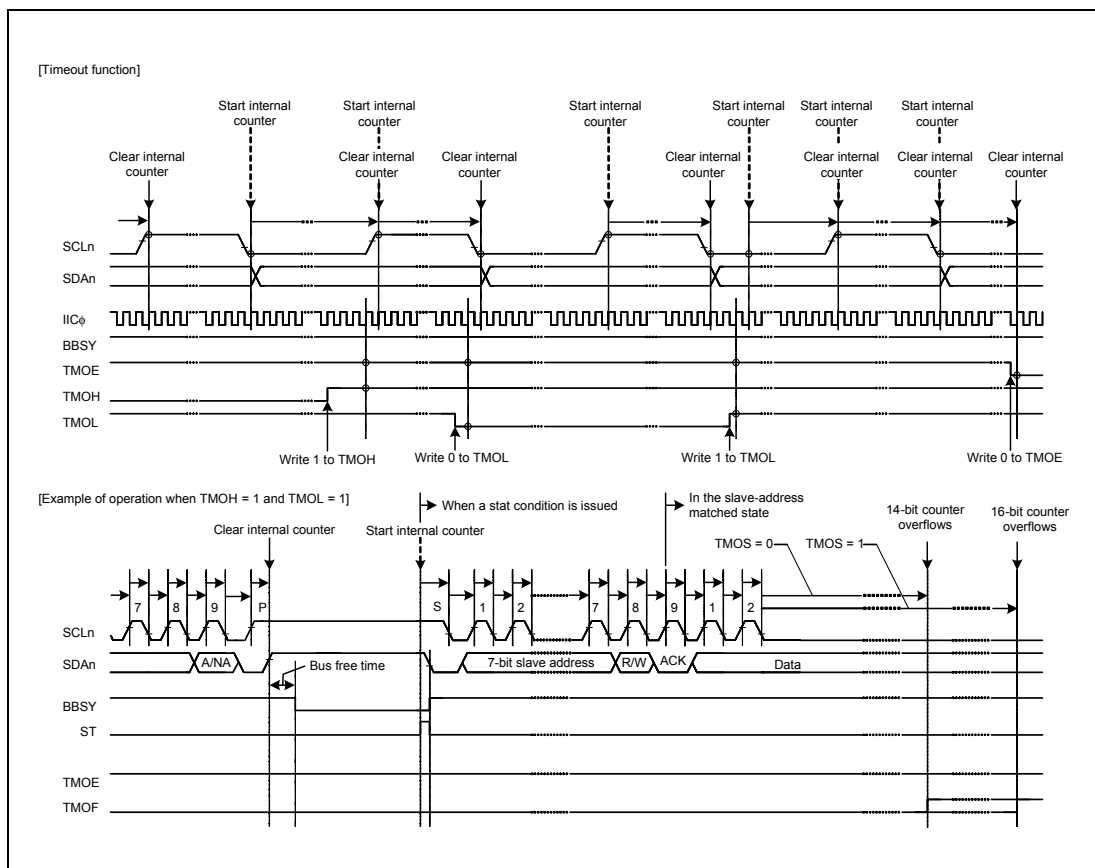 [Timeout function]
Start internal counter
Start internal counter
Start internal counter
Start internal counter
Start internal counter
Start internal counter
Clear internal counter
Clear internal counter
Clear internal counter
Clear internal counter
Clear internal counter
Clear internal counter
Clear internal counter
SCLn
SDAn
IICϕ
BBSY
TMOE
TMOH
TMOL
Write 1 to TMOH
Write 0 to TMOL
Write 1 to TMOL
Write 0 to TMOE
[Example of operation when TMOH = 1 and TMOL = 1]
When a stat condition is issued
In the slave-address matched state
14-bit counter overflows
16-bit counter overflows
Clear internal counter
Start internal counter
TMOS = 0
TMOS = 1
7 8 9 P S 1 2 7 8 9 1 2
SCLn
SDAn A/NA 7-bit slave address R/W ACK Data
Bus free time
BBSY
ST
TMOE
TMOF